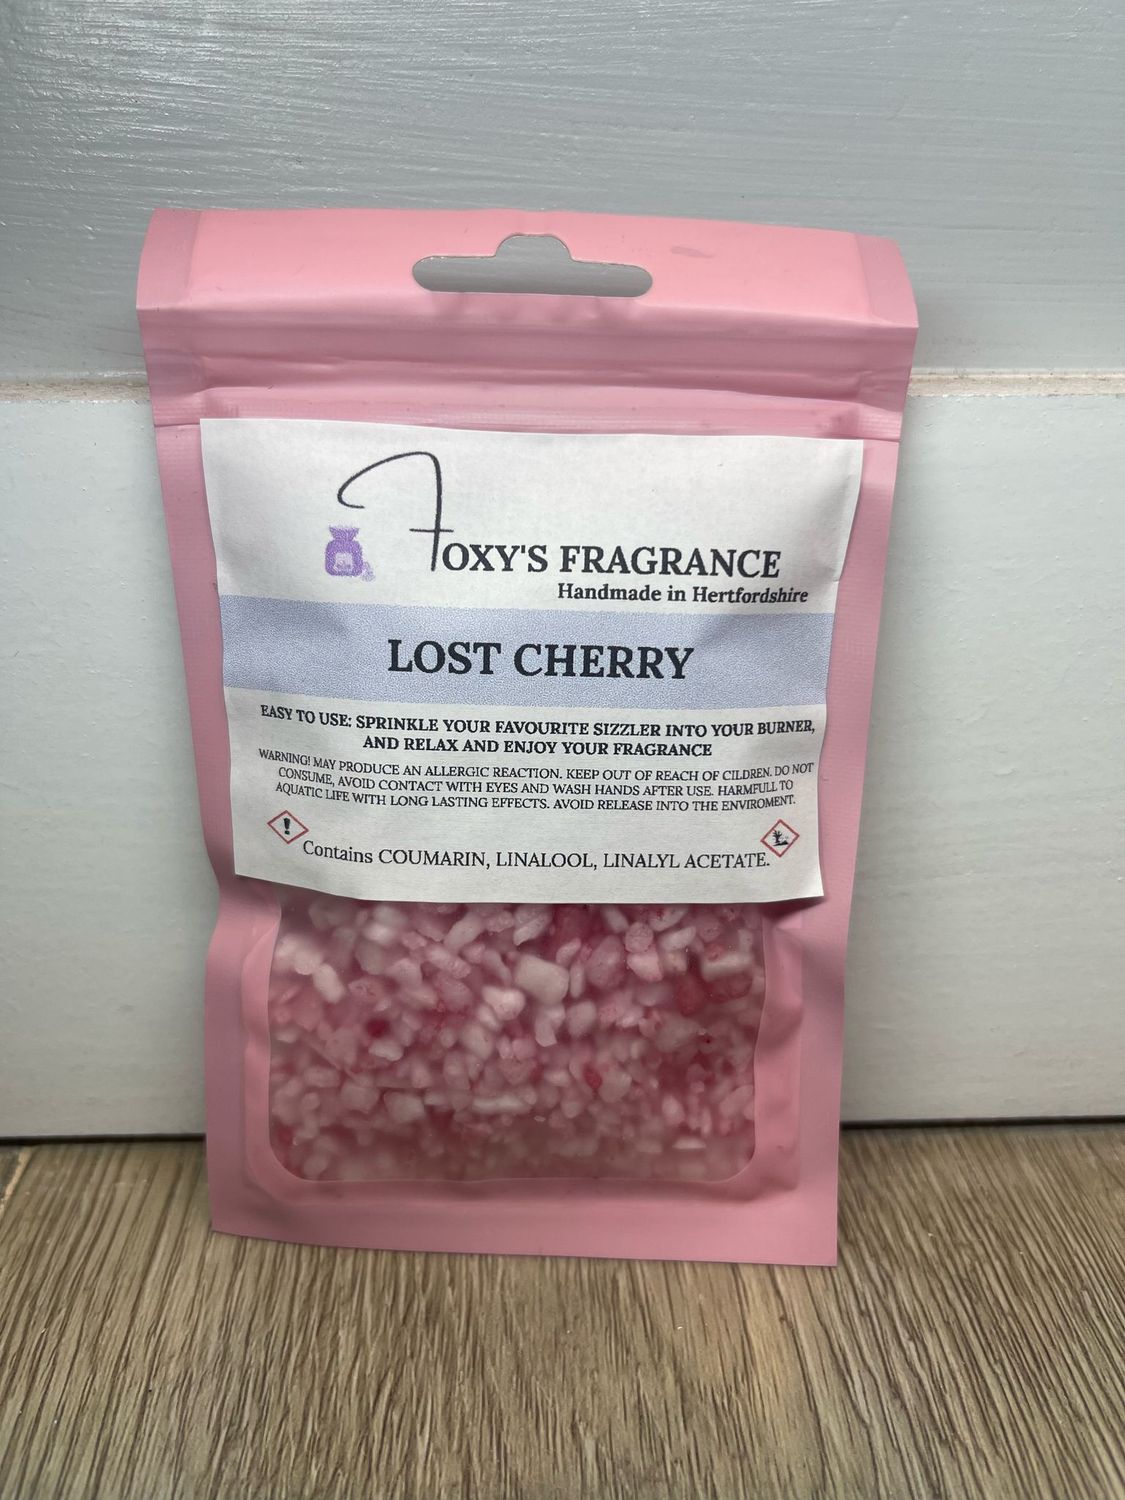 FOXY'S FRAGRANCE
Handmade in Hertfordshire
LOST CHERRY
EASY TO USE: SPRINKLE YOUR FAVOURITE SIZZLER INTO YOUR BURNER,
AND RELAX AND ENJOY YOUR FRAGRANCE
WARNING! MAY PRODUCE AN ALLERGIC REACTION. KEEP OUT OF REACH OF CILDREN. DO NOT
CONSUME, AVOID CONTACT WITH EYES AND WASH HANDS AFTER USE. HARMFULL TO
AQUATIC LIFE WITH LONG LASTING EFFECTS. AVOID RELEASE INTO THE ENVIROMENT.
Contains COUMARIN, LINALOOL, LINALYL ACETATE.